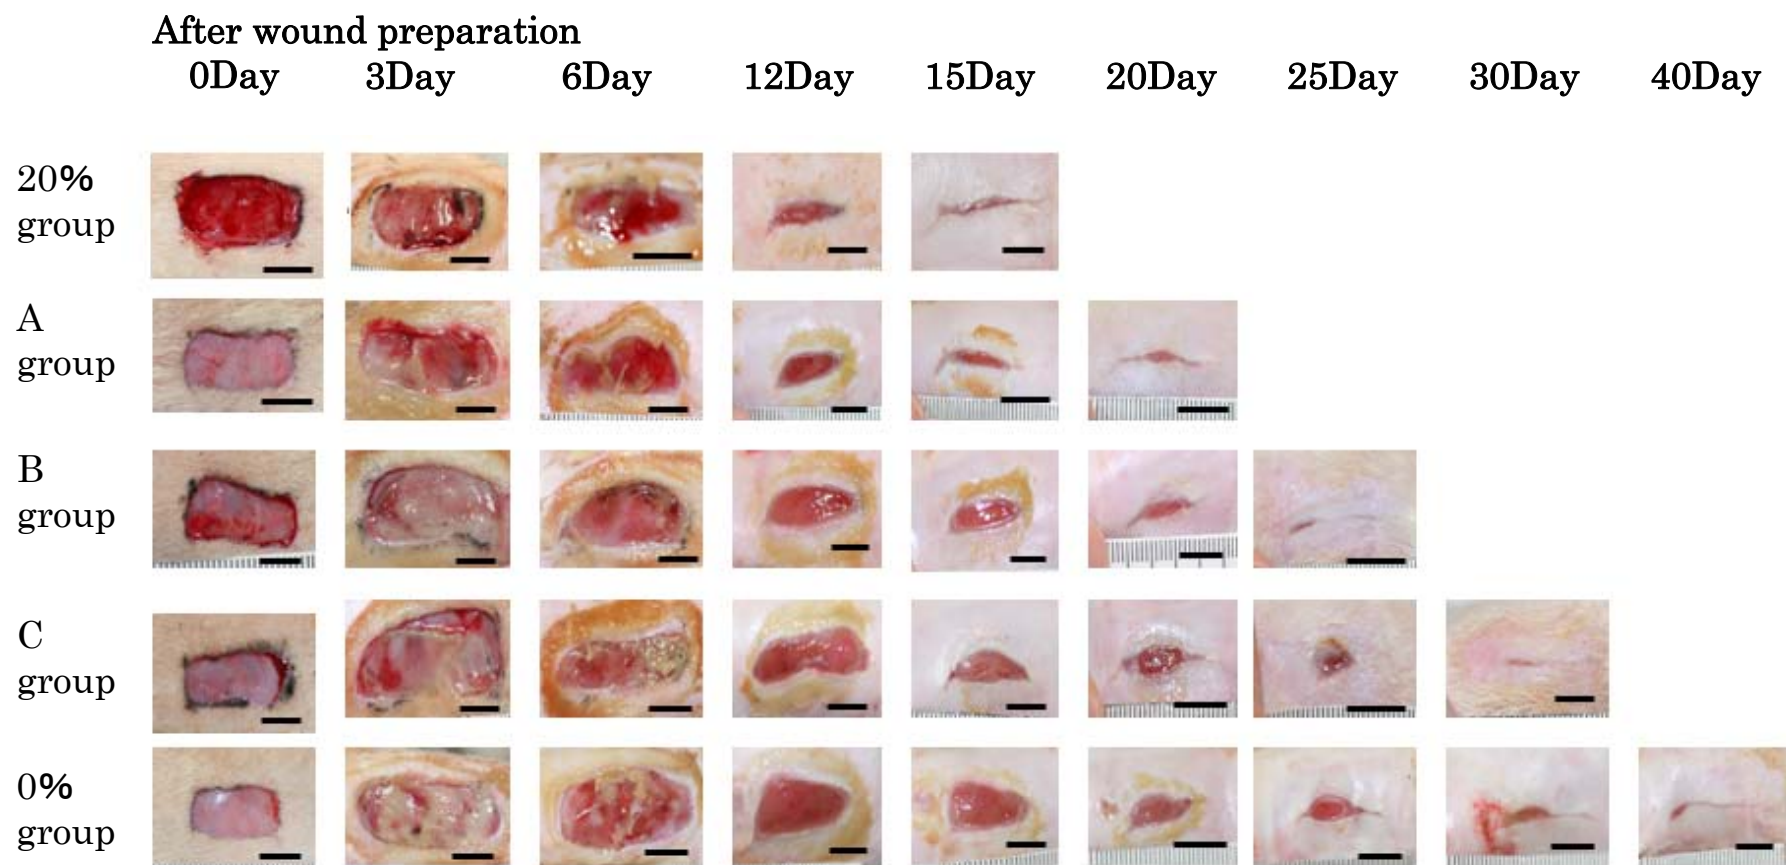 After wound preparation
0Day 3Day 6Day 12Day 15Day 20Day 25Day 30Day 40Day
20%
group
A
group
B
group
C
group
0%
group